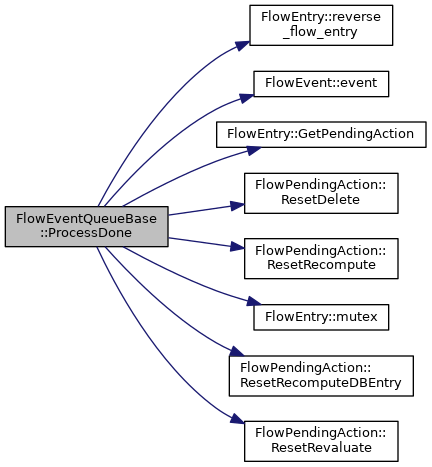 FlowEntry::reverse
_flow_entry
FlowEvent::event
FlowEntry::GetPendingAction
FlowPendingAction::
ResetDelete
FlowEventQueueBase
::ProcessDone
FlowPendingAction::
ResetRecompute
FlowEntry::mutex
FlowPendingAction::
ResetRecomputeDBEntry
FlowPendingAction::
ResetRevaluate